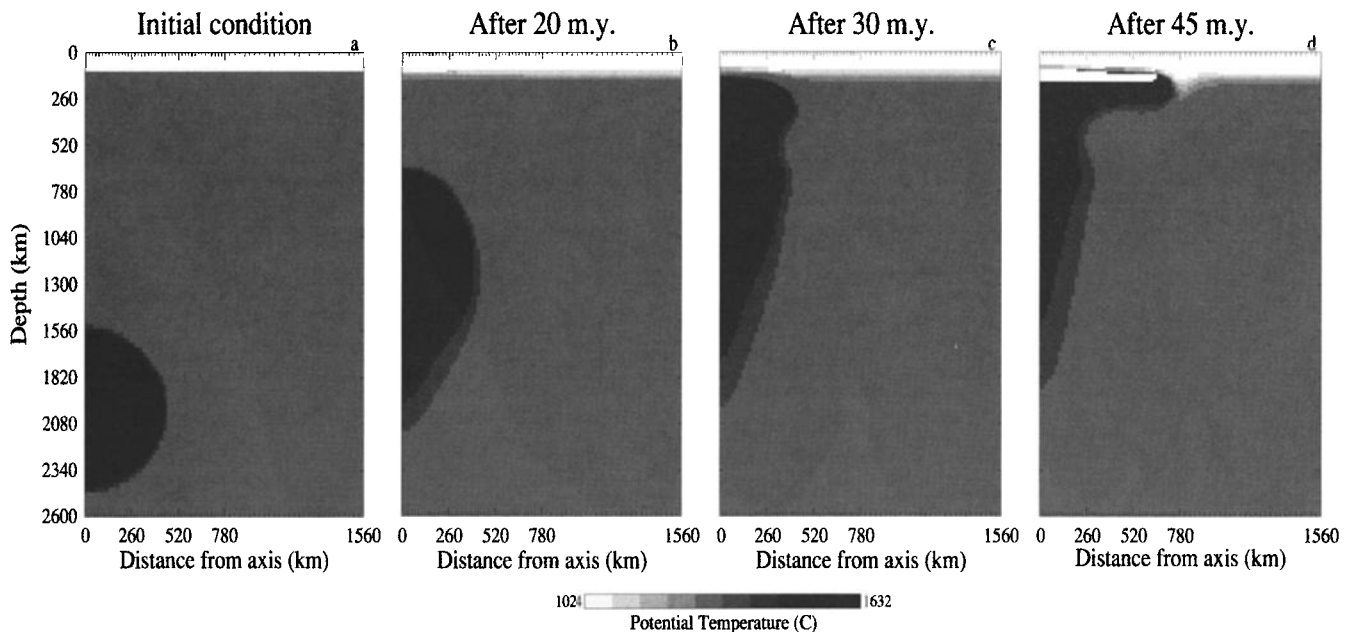 Initial condition
After 20 m.y.
After 30 m.y.
After 45 m.y.
a
b
c
d
Depth (km)
0
260
520
780
1040
1300
1560
1820
2080
2340
2600
0 260 520 780 1560
0 260 520 780 1560
0 260 520 780 1560
0 260 520 780 1560
Distance from axis (km)
Distance from axis (km)
Distance from axis (km)
Distance from axis (km)
1024 1632
Potential Temperature (C)